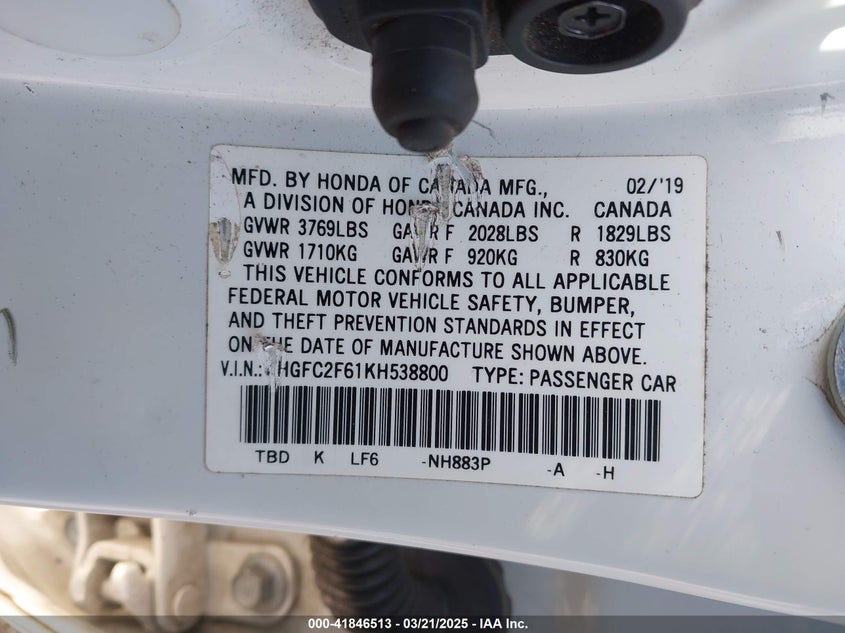 MFD. BY HONDA OF CANADA MFG., 02/'19
A DIVISION OF HONDA CANADA INC. CANADA
GVWR 3769LBS GAWR F 2028LBS R 1829LBS
GVWR 1710KG GAWR F 920KG R 830KG
THIS VEHICLE CONFORMS TO ALL APPLICABLE
FEDERAL MOTOR VEHICLE SAFETY, BUMPER,
AND THEFT PREVENTION STANDARDS IN EFFECT
ON THE DATE OF MANUFACTURE SHOWN ABOVE.
V.I.N.: HGFC2F61KH538800 TYPE: PASSENGER CAR
TBD K LF6 -NH883P -A -H
000-41846513 / 03/21/2025 - IAA Inc.